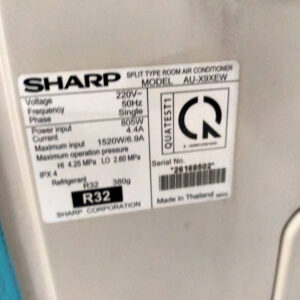 SHARP SPLIT TYPE ROOM AIR CONDITIONER
MODEL AU-X9XEW
Voltage 220V~
Frequency 50Hz
Phase Single
Power input 805W
4.4A
Maximum input 1520W/6.9A
Maximum operation pressure
HI 4.25 MPa LO 2.60 MPa
IPX 4
Refrigerant R32 380g
R32
SHARP CORPORATION
QUATEST1
Serial No.
*26168502*
Made in Thailand